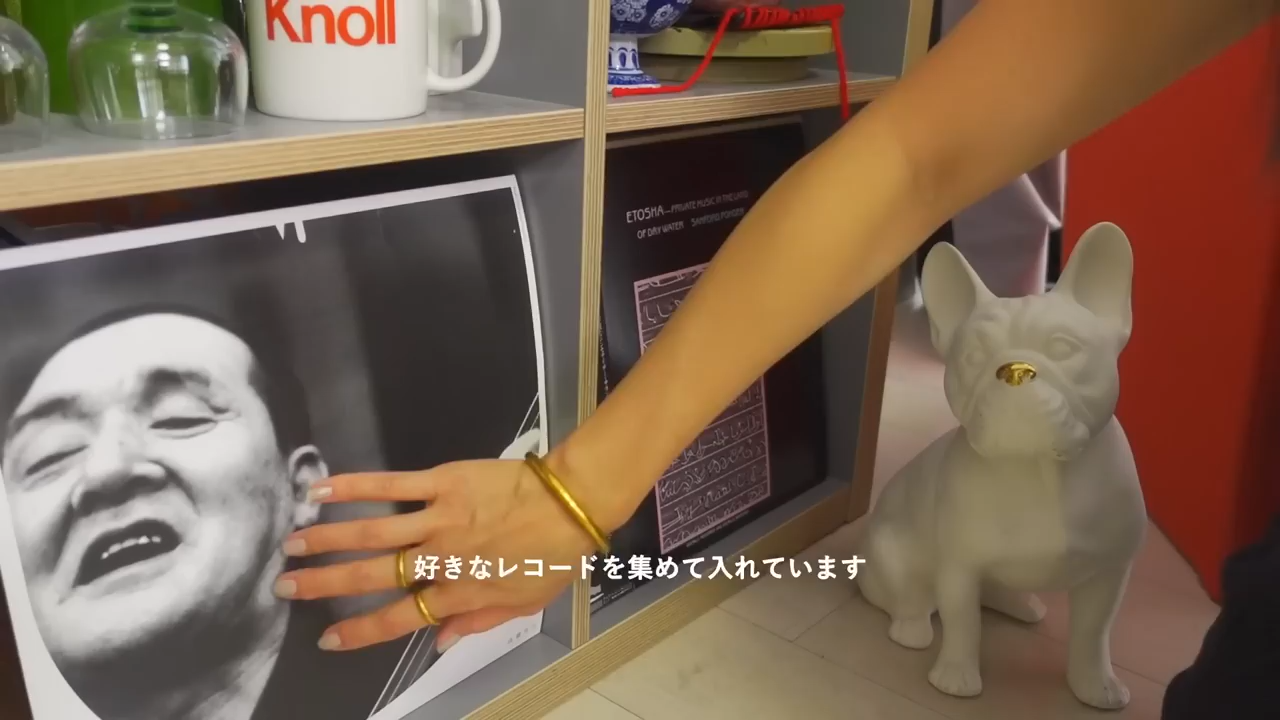 Knoll
ETOSHA—PRIVATE MUSIC IN THE LAND
OF DRY WATER SANFORD PONDER
好きなレコードを集めて入れています